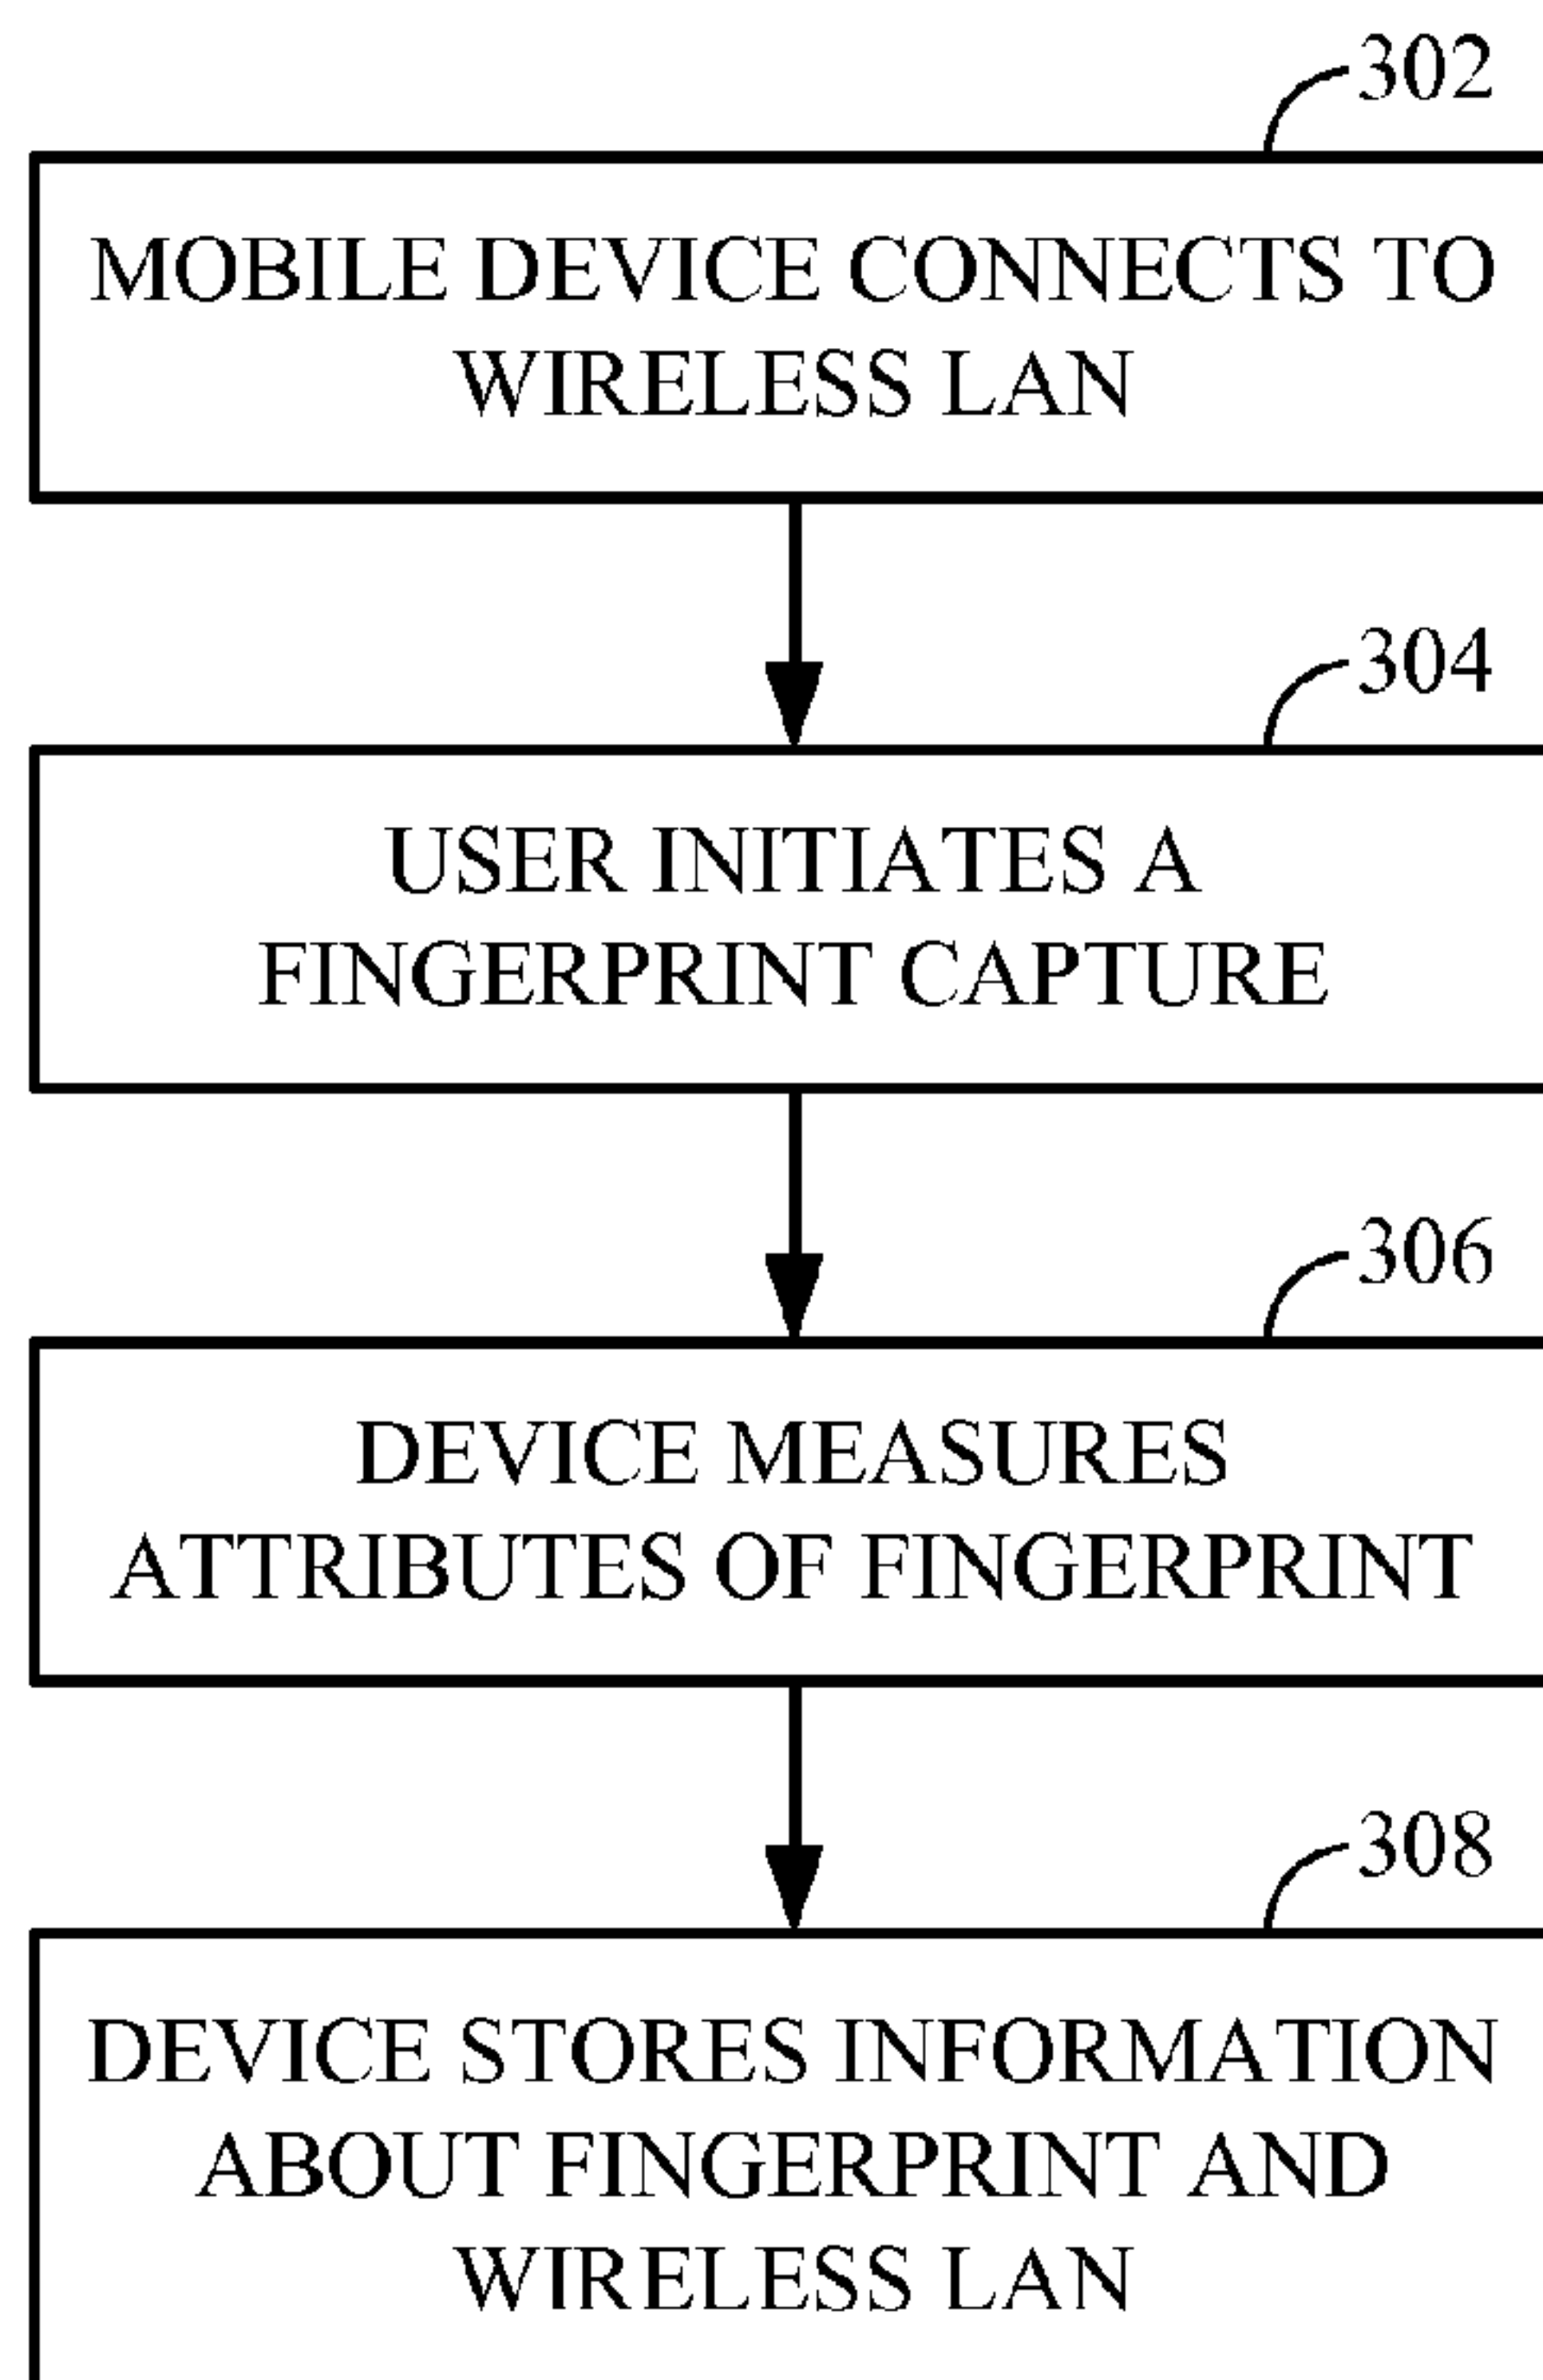 302
MOBILE DEVICE CONNECTS TO
WIRELESS LAN
304
USER INITIATES A
FINGERPRINT CAPTURE
306
DEVICE MEASURES
ATTRIBUTES OF FINGERPRINT
308
DEVICE STORES INFORMATION
ABOUT FINGERPRINT AND
WIRELESS LAN